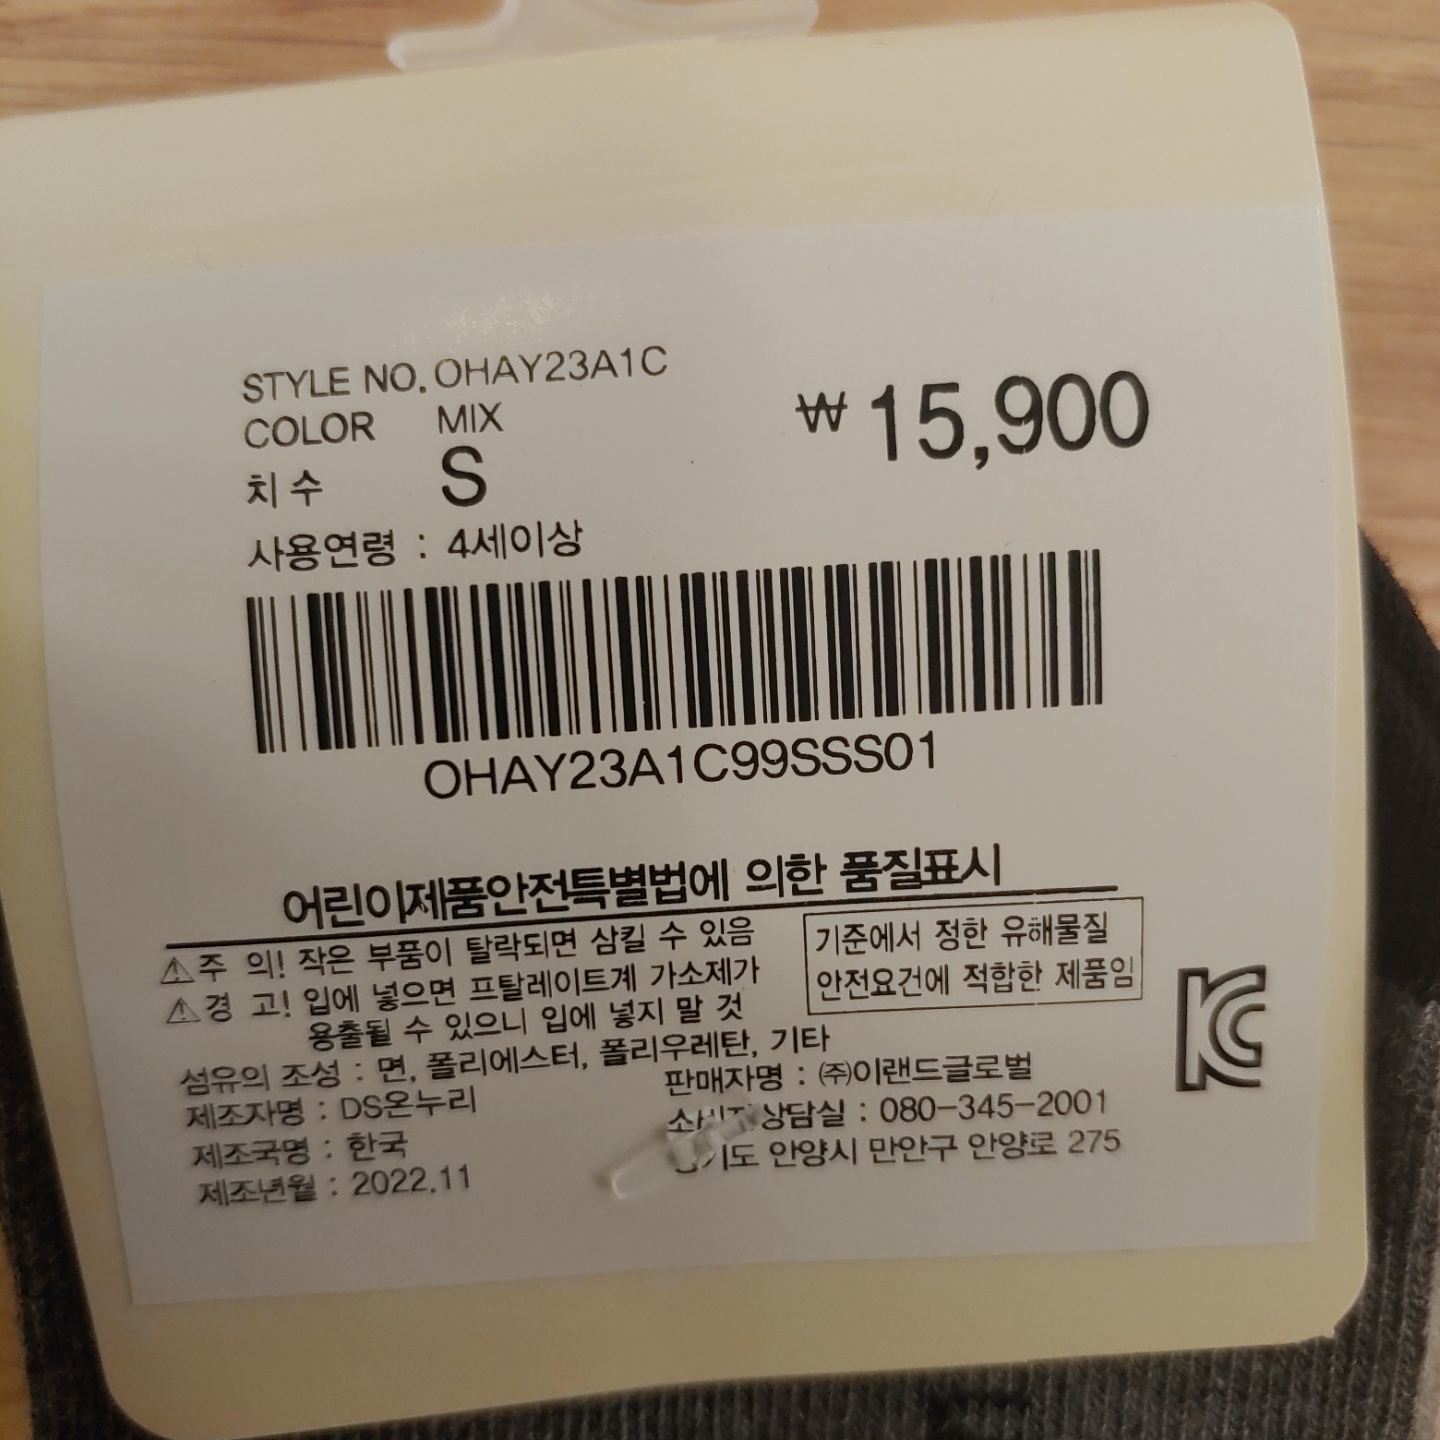 STYLE NO. OHAY23A1C
COLOR MIX
₩15,900
치수 S
사용연령 : 4세이상
OHAY23A1C99SSS01
어린이제품안전특별법에 의한 품질표시
⚠주 의! 작은 부품이 탈락되면 삼킬 수 있음
⚠경 고! 입에 넣으면 프탈레이트계 가소제가
용출될 수 있으니 입에 넣지 말 것
기준에서 정한 유해물질
안전요건에 적합한 제품임
KC
섬유의 조성 : 면, 폴리에스터, 폴리우레탄, 기타
제조자명 : DS온누리
제조국명 : 한국
제조년월 : 2022.11
판매자명 : (주)이랜드글로벌
상담실 : 080-345-2001
안양시 만안구 안양로 275